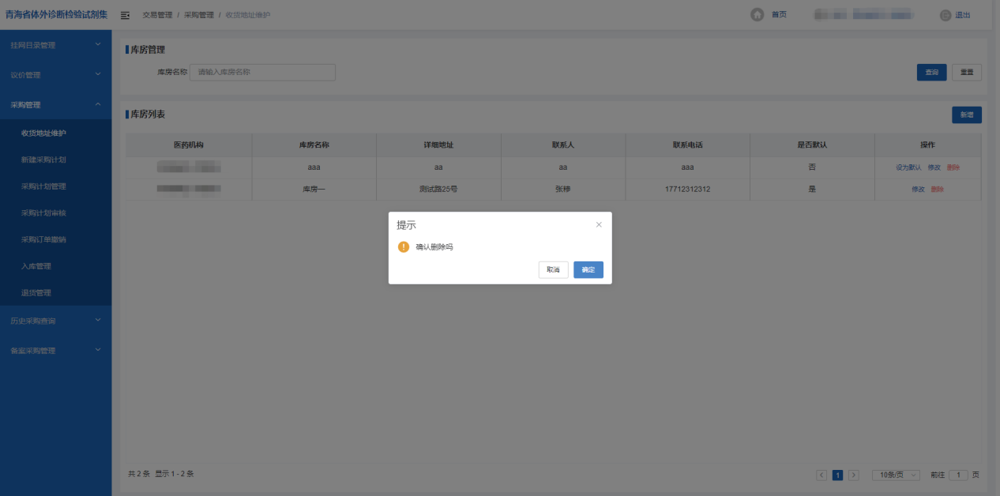 青海省体外诊断检验试剂集
交易管理 / 采购管理 / 收货地址维护
首页
退出
挂网目录管理
议价管理
采购管理
收货地址维护
新建采购计划
采购计划管理
采购计划审核
采购订单撤销
入库管理
退货管理
历史采购查询
备案采购管理
库房管理
库房名称 请输入库房名称 查询 重置
库房列表
新增
医药机构 库房名称 详细地址 联系人 联系电话 是否默认 操作
aaa aa aa aaa 否 设为默认 修改 删除
库房一 测试路25号 张穆 17712312312 是 修改 删除
提示
确认删除吗
取消 确定
共 2 条 显示 1 - 2 条
1 10条/页 前往 1 页